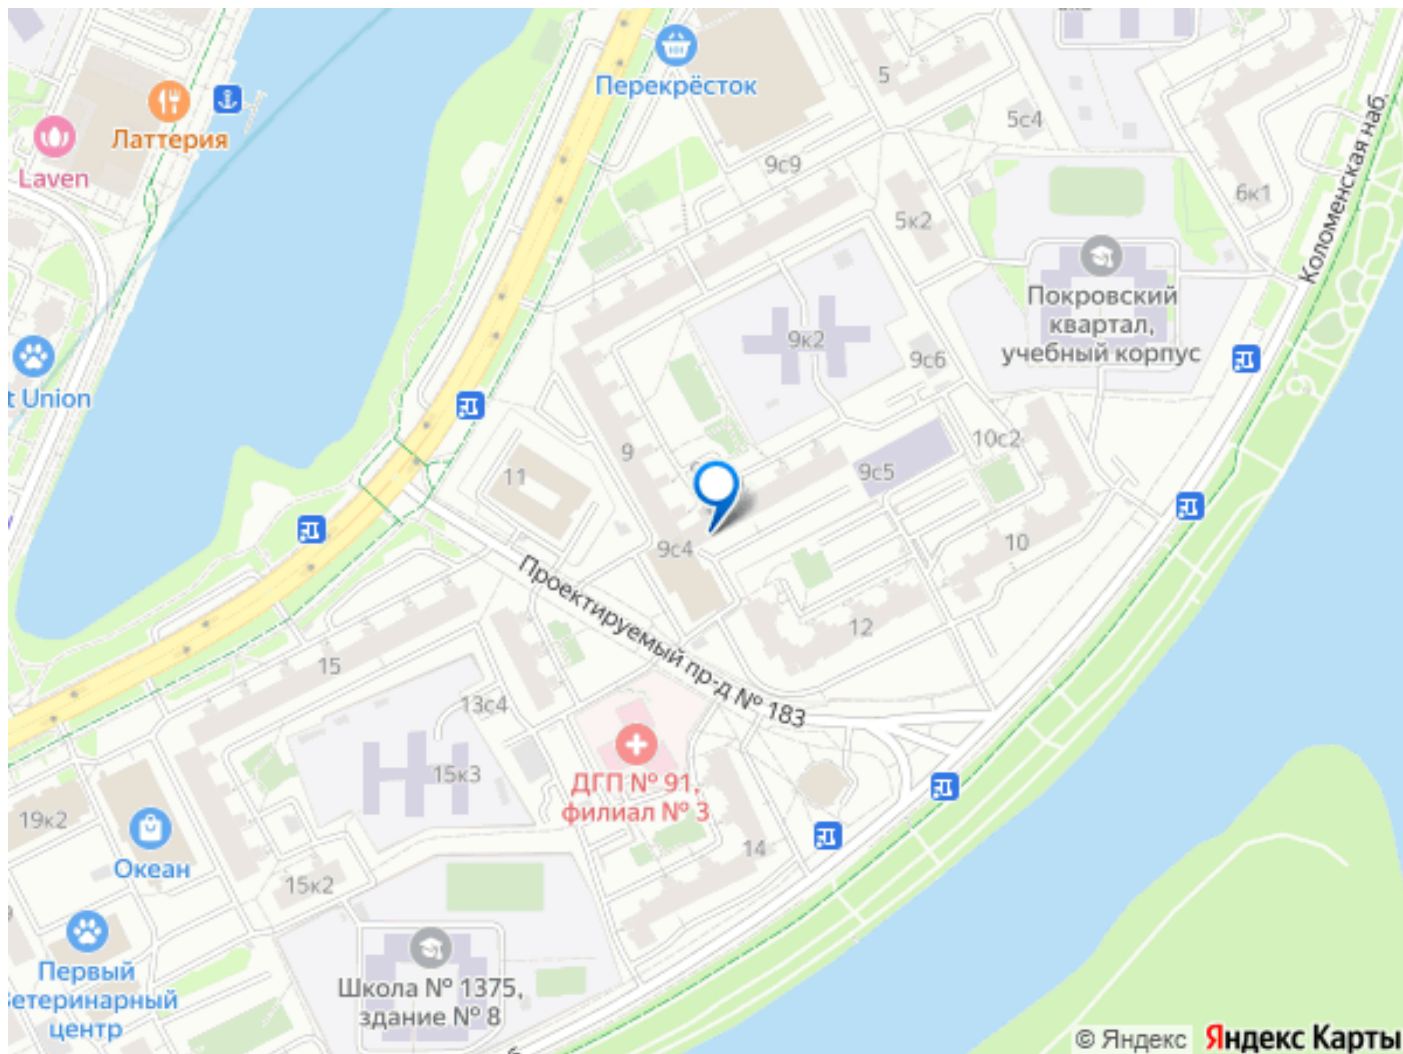 Перекрёсток
5
Латтерия
5с4
Laven
9с9
6к1
5к2
Коломенская наб.
Покровский
квартал,
учебный корпус
9к2
9с6
t Union
10с2
9
9с5
11
9с4
10
Проектируемый пр-д № 183
12
15
13с4
15к3
ДГП № 91,
филиал № 3
19к2
Океан
14
15к2
Первый
ветеринарный
центр
Школа № 1375,
здание № 8
© Яндекс Яндекс Карты